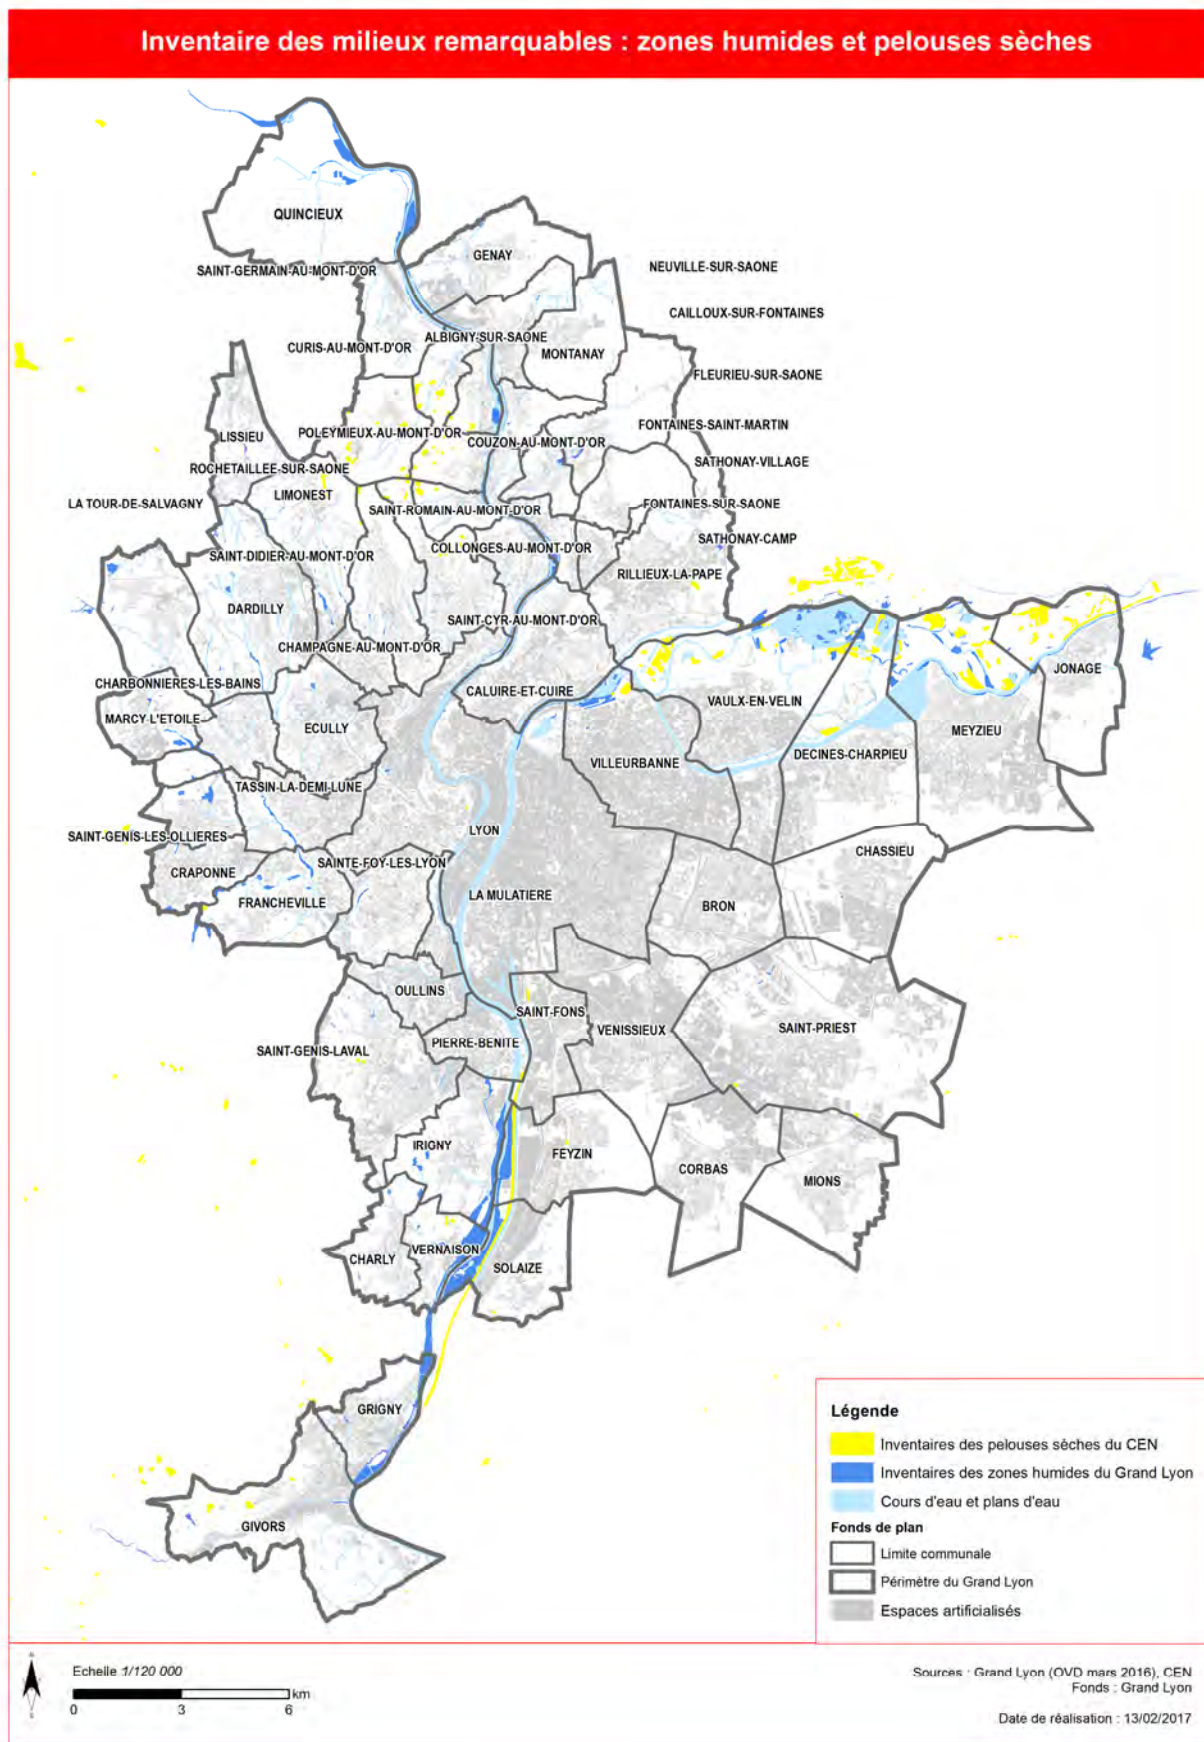 Inventaire des milieux remarquables : zones humides et pelouses sèches
QUINCIEUX
GENAY
SAINT-GERMAIN-AU-MONT-D'OR
NEUVILLE-SUR-SAONE
CAILLOUX-SUR-FONTAINES
ALBIGNY-SUR-SAONE
CURIS-AU-MONT-D'OR
MONTANAY
FLEURIEU-SUR-SAONE
FONTAINES-SAINT-MARTIN
LISSIEU
POLEYMIEUX-AU-MONT-D'OR
COUZON-AU-MONT-D'OR
SATHONAY-VILLAGE
ROCHETAILLEE-SUR-SAONE
LIMONEST
LA TOUR-DE-SALVAGNY
SAINT-ROMAIN-AU-MONT-D'OR
FONTAINES-SUR-SAONE
SATHONAY-CAMP
SAINT-DIDIER-AU-MONT-D'OR
COLLONGES-AU-MONT-D'OR
RILLIEUX-LA-PAPE
DARDILLY
SAINT-CYR-AU-MONT-D'OR
CHAMPAGNE-AU-MONT-D'OR
JONAGE
CHARBONNIERES-LES-BAINS
CALUIRE-ET-CUIRE
VAULX-EN-VELIN
MARCY-L'ETOILE
ECULLY
MEYZIEU
DECINES-CHARPIEU
VILLEURBANNE
TASSIN-LA-DEMI-LUNE
LYON
SAINT-GENIS-LES-OLLIERES
CHASSIEU
SAINTE-FOY-LES-LYON
CRAPONNE
LA MULATIERE
FRANCHEVILLE
BRON
OULLINS
SAINT-FONS
VENISSIEUX
SAINT-PRIEST
PIERRE-BENITE
SAINT-GENIS-LAVAL
IRIGNY
FEYZIN
CORBAS
MIONS
VERNAISON
CHARLY
SOLAIZE
GRIGNY
GIVORS
Légende
Inventaires des pelouses sèches du CEN
Inventaires des zones humides du Grand Lyon
Cours d'eau et plans d'eau
Fonds de plan
Limite communale
Périmètre du Grand Lyon
Espaces artificialisés
Echelle 1/120 000
km
0 3 6
Sources : Grand Lyon (OVD mars 2016), CEN
Fonds : Grand Lyon
Date de réalisation : 13/02/2017